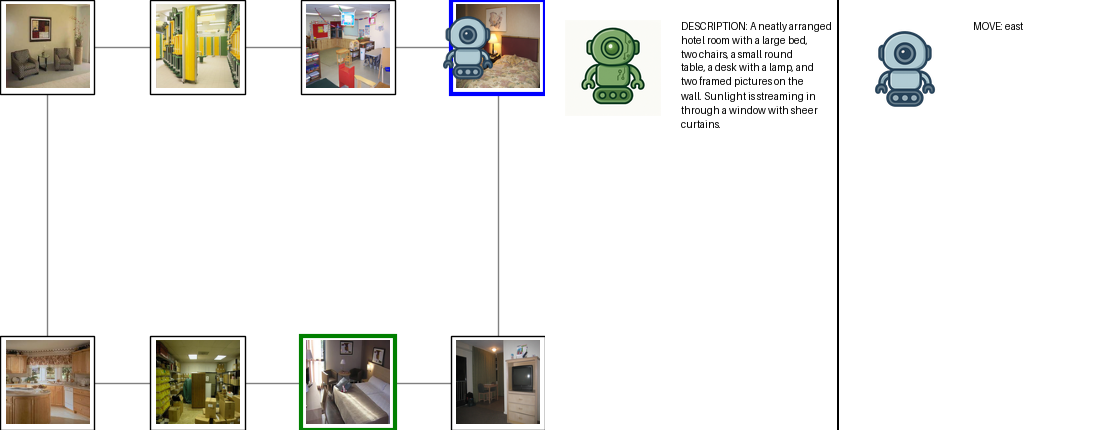 DESCRIPTION: A neatly arranged
hotel room with a large bed,
two chairs, a small round
table, a desk with a lamp, and
two framed pictures on the
wall. Sunlight is streaming in
through a window with sheer
curtains.
MOVE: east